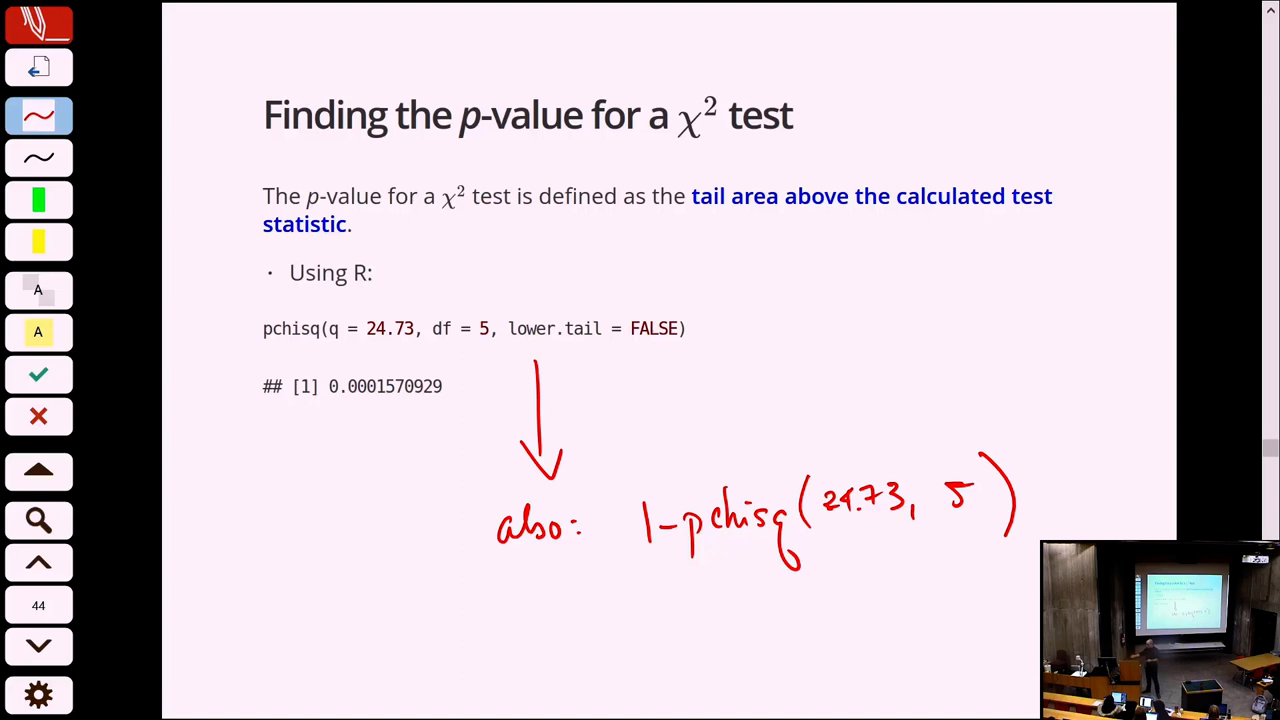 Finding the p-value for a χ² test
The p-value for a χ² test is defined as the tail area above the calculated test
statistic.
· Using R:
pchisq(q = 24.73, df = 5, lower.tail = FALSE)
## [1] 0.0001570929
also: 1-pchisq(24.73, 5)
A
A
44